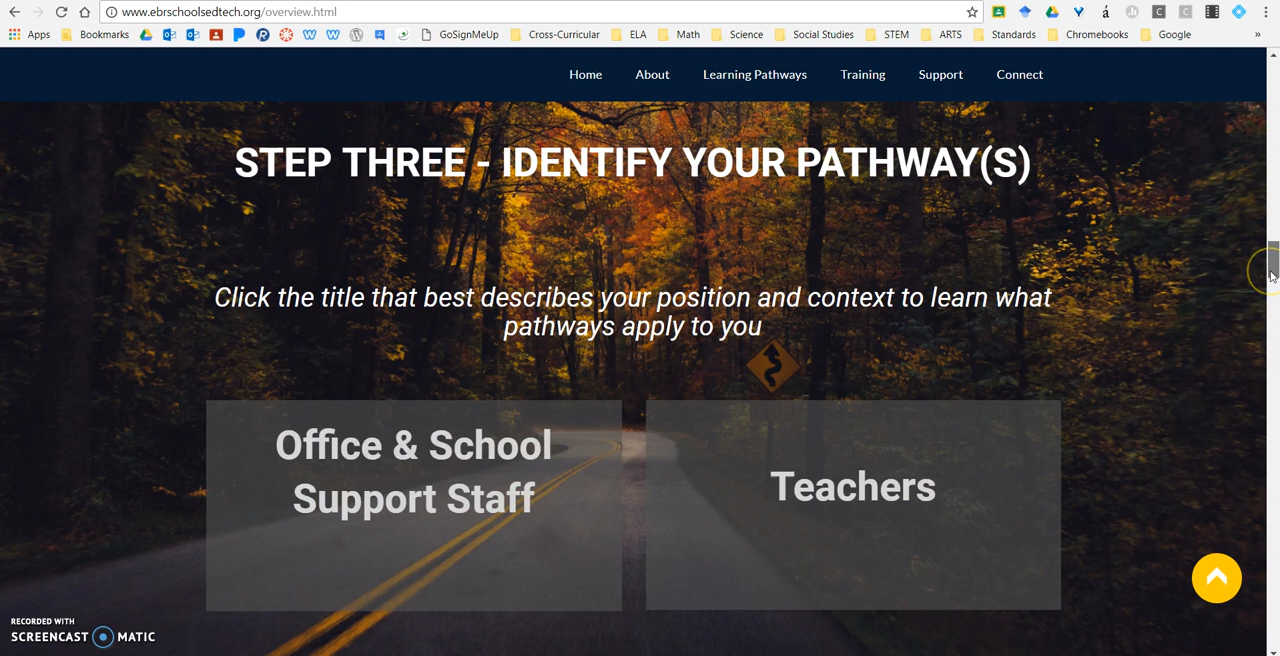 www.ebrschoolsedtech.org/overview.html
Apps Bookmarks GoSignMeUp Cross-Curricular ELA Math Science Social Studies STEM ARTS Standards Chromebooks Google »
Home About Learning Pathways Training Support Connect
STEP THREE - IDENTIFY YOUR PATHWAY(S)
Click the title that best describes your position and context to learn what
pathways apply to you
Office & School
Support Staff
Teachers
RECORDED WITH
SCREENCAST MATIC